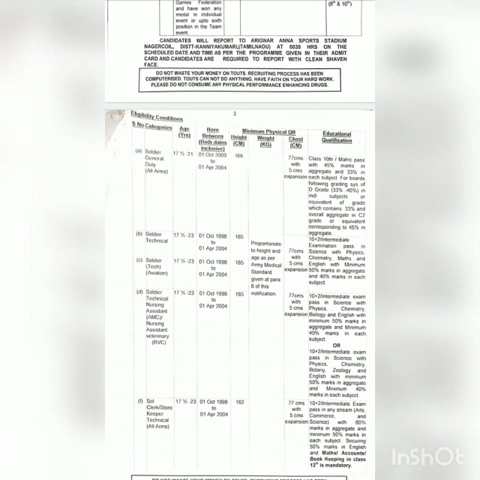 Games Federation
and have won any
medal in individual
event or upto sixth
position in the Team
event.
(8th & 10th)
CANDIDATES WILL REPORT TO ARIGNAR ANNA SPORTS STADIUM
NAGERCOIL, DISTT-KANNIYAKUMARI(TAMILNADU) AT 0030 HRS ON THE
SCHEDULED DATE AND TIME AS PER THE PROGRAMME GIVEN IN THEIR ADMIT
CARD AND CANDIDATES ARE REQUIRED TO REPORT WITH CLEAN SHAVEN
FACE.
DO NOT WASTE YOUR MONEY ON TOUTS. RECRUITING PROCESS HAS BEEN
COMPUTERISED. TOUTS CAN NOT DO ANYTHING. HAVE FAITH ON YOUR HARD WORK.
PLEASE DO NOT CONSUME ANY PHYSICAL PERFORMANCE ENHANCING DRUGS.
3
Eligibility Conditions
S No Categories Age (Yrs) Born Between (Both dates inclusive) Minimum Physical QR Height (CM) Weight (KG) Chest (CM) Educational Qualification
(a) Soldier General Duty (All Arms) 17 ½ -21 01 Oct 2000 to 01 Apr 2004 166 77cms with 5 cms expansion
Class 10th / Matric pass
with 45% marks in
aggregate and 33% in
each subject. For boards
following grading sys of
D Grade (33% -40%) in
indl subjects or
equivalent of grade
which contains 33% and
overall aggregate in C2
grade or equivalent
corresponding to 45% in
aggregate.
(b) Soldier Technical 17 ½ -23 01 Oct 1998 to 01 Apr 2004 165
(c) Soldier (Tech) (Aviation) 17 ½ -23 01 Oct 1998 to 01 Apr 2004 165
Proportionate
to height and
age as per
Army Medical
Standard
given at para
6 of this
notification.
77cms with 5 cms expansion
10+2/Intermediate
Examination pass in
Science with Physics,
Chemistry, Maths and
English with Minimum
50% marks in aggregate
and 40% marks in each
subject
(d) Soldier Technical Nursing Assistant (AMC)/ Nursing Assistant veterinary (RVC) 17 ½ -23 01 Oct 1998 to 01 Apr 2004 165 77cms with 5 cms expansion
10+2/Intermediate exam
pass in Science with
Physics, Chemistry,
Biology and English with
minimum 50% marks in
aggregate and Minimum
40% marks in each
subject.
OR
10+2/Intermediate exam
pass in Science with
Physics, Chemistry,
Botany, Zoology and
English with minimum
50% marks in aggregate
and Minimum 40%
marks in each subject.
(f) Sol Clerk/Store Keeper Technical (All Arms) 17 ½ -23 01 Oct 1998 to 01 Apr 2004 162 77 cms with 5 cms expansion
10+2/Intermediate Exam
pass in any stream (Arts,
Commerce, and
Science) with 60%
marks in aggregate and
minimum 50% marks in
each subject. Securing
50% marks in English
and Maths/ Accounts/
Book Keeping in class
12th is mandatory.
InShOt